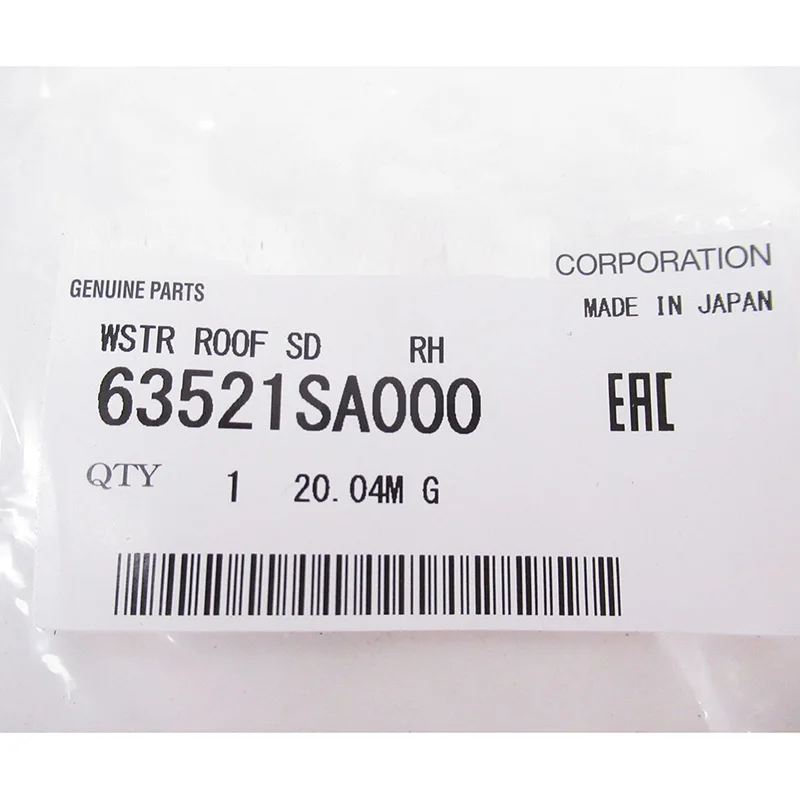 CORPORATION
GENUINE PARTS
MADE IN JAPAN
WSTR ROOF SD RH
63521SA000
EAC
QTY 1 20.04M G